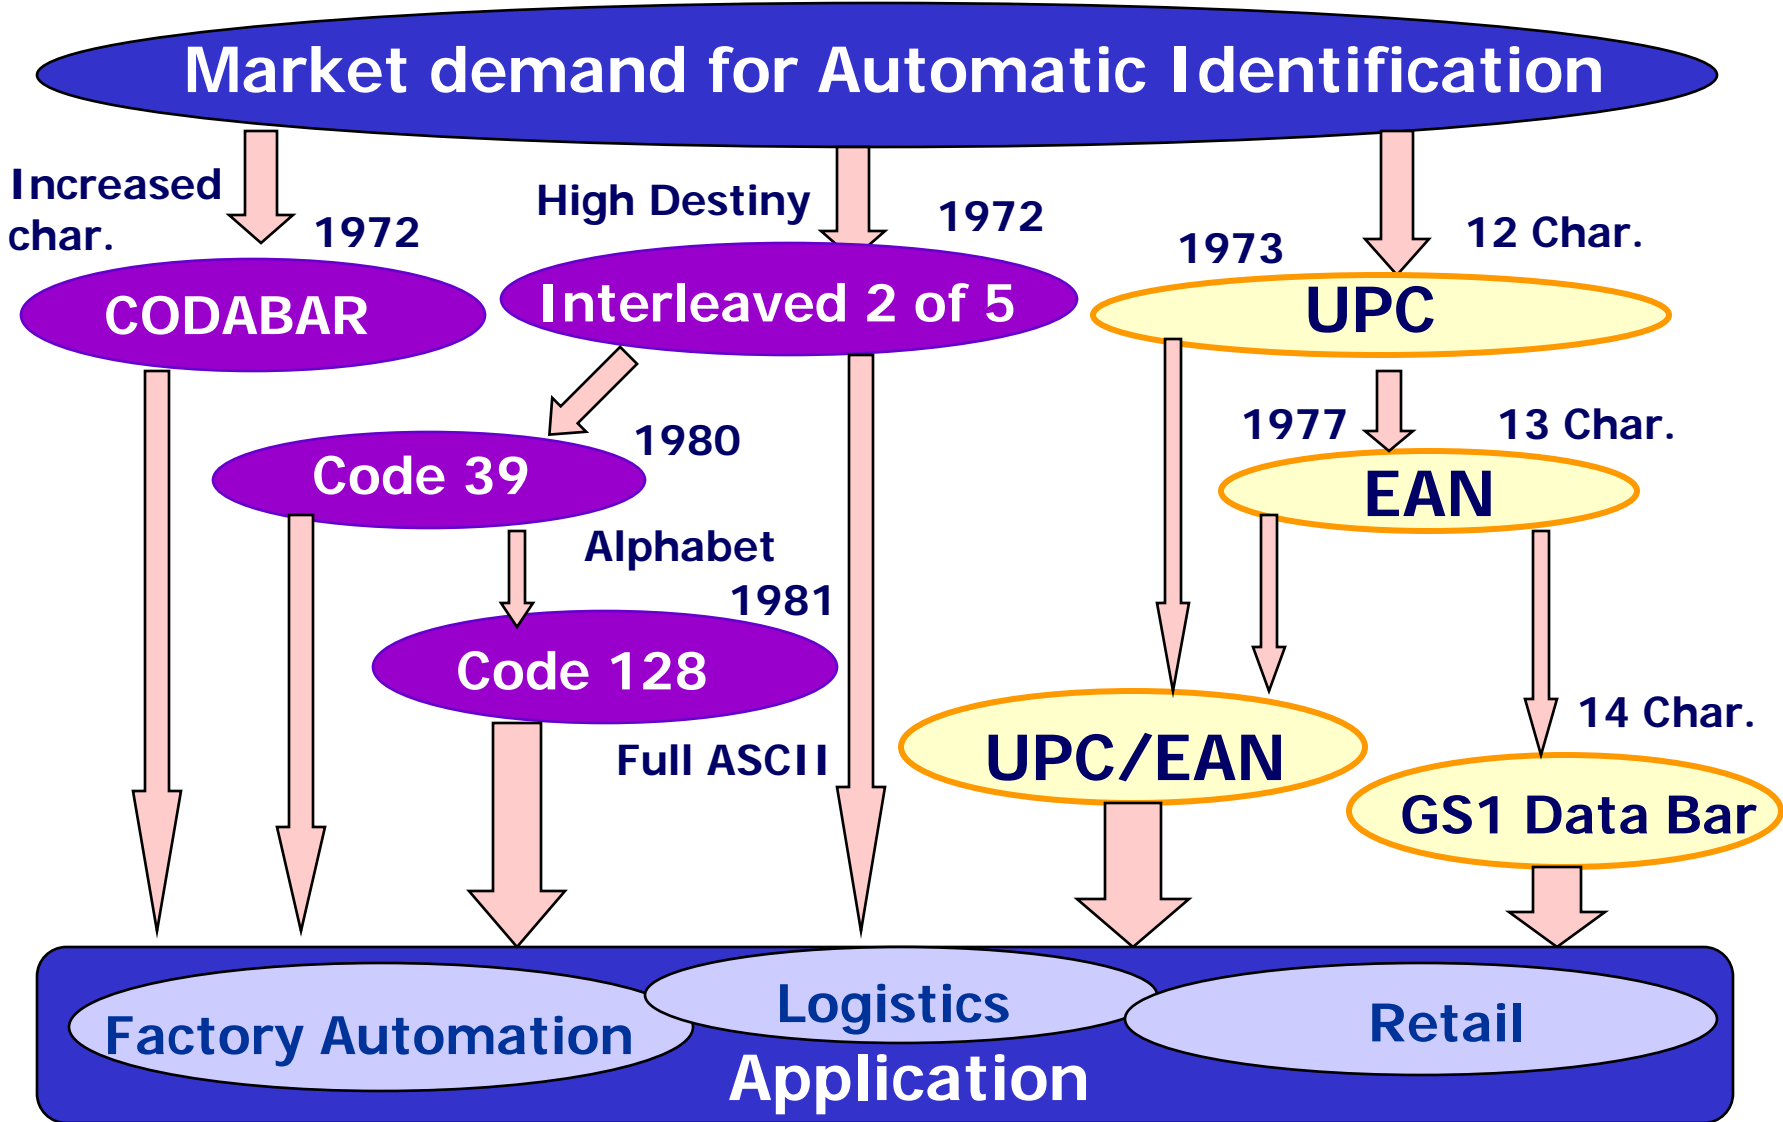 Market demand for Automatic Identification
Increased
char.
1972
High Destiny
1972
1973
12 Char.
CODABAR
Interleaved 2 of 5
UPC
1977
13 Char.
1980
Code 39
EAN
Alphabet
1981
Code 128
14 Char.
Full ASCII
UPC/EAN
GS1 Data Bar
Factory Automation
Logistics
Retail
Application